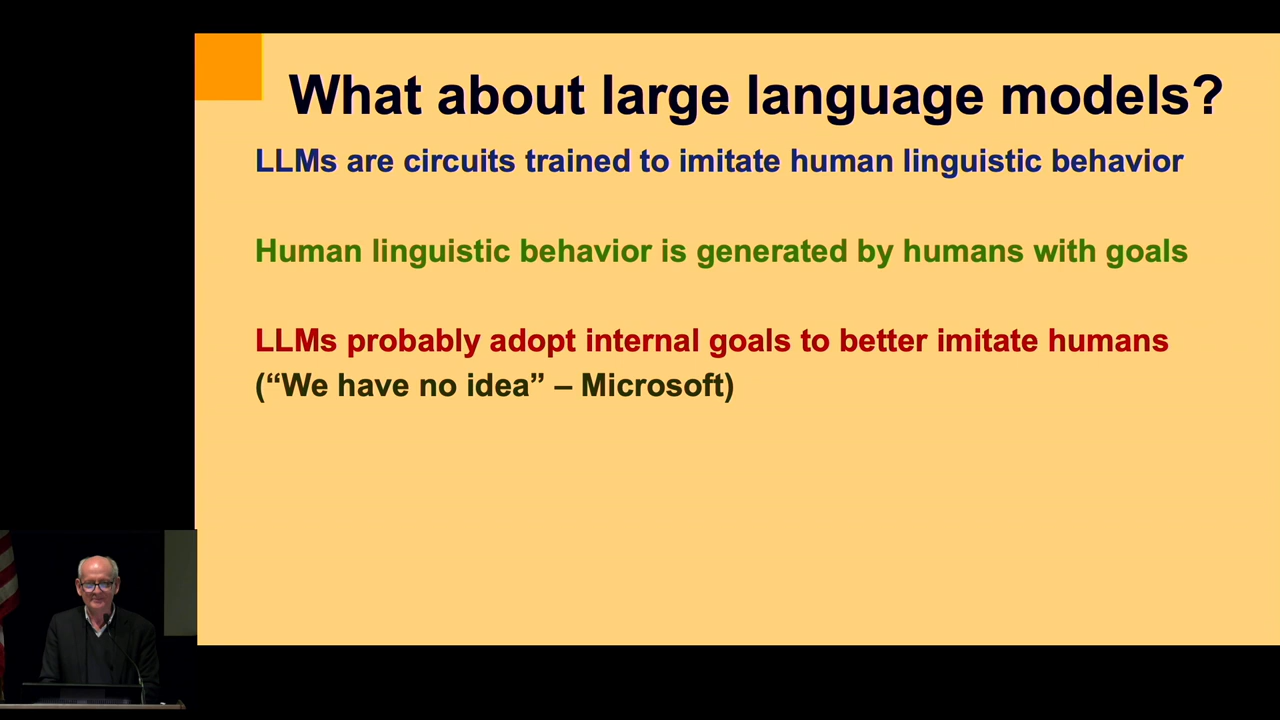 What about large language models?
LLMs are circuits trained to imitate human linguistic behavior
Human linguistic behavior is generated by humans with goals
LLMs probably adopt internal goals to better imitate humans
(“We have no idea” – Microsoft)